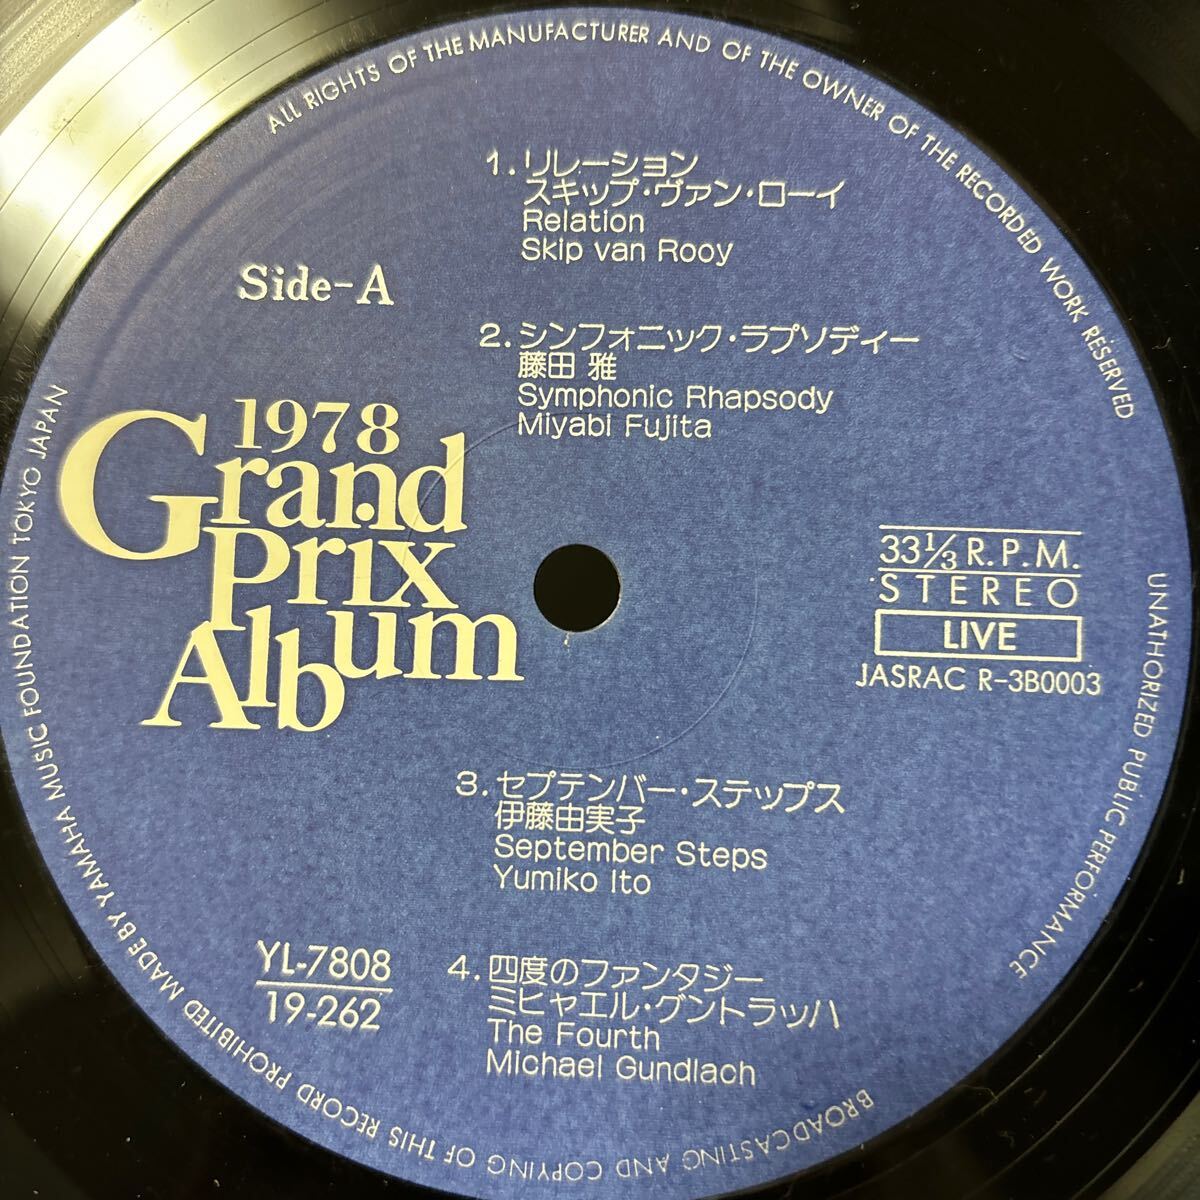 ALL RIGHTS OF THE MANUFACTURER AND OF THE OWNER OF THE RECORDED WORK RESERVED
UNATHORIZED PUBLIC PERFORMANCE
BROADCASTING AND COPYING OF THIS RECORD PROHIBITED MADE BY YAMAHA MUSIC FOUNDATION TOKYO JAPAN
Side-A
1978
Grand
Prix
Album
YL-7808
19-262
1. リレーション
スキップ・ヴァン・ローイ
Relation
Skip van Rooy
2. シンフォニック・ラプソディー
藤田 雅
Symphonic Rhapsody
Miyabi Fujita
33⅓ R.P.M.
STEREO
LIVE
JASRAC R-3B0003
3. セプテンバー・ステップス
伊藤由実子
September Steps
Yumiko Ito
4. 四度のファンタジー
ミヒャエル・グントラッハ
The Fourth
Michael Gundlach